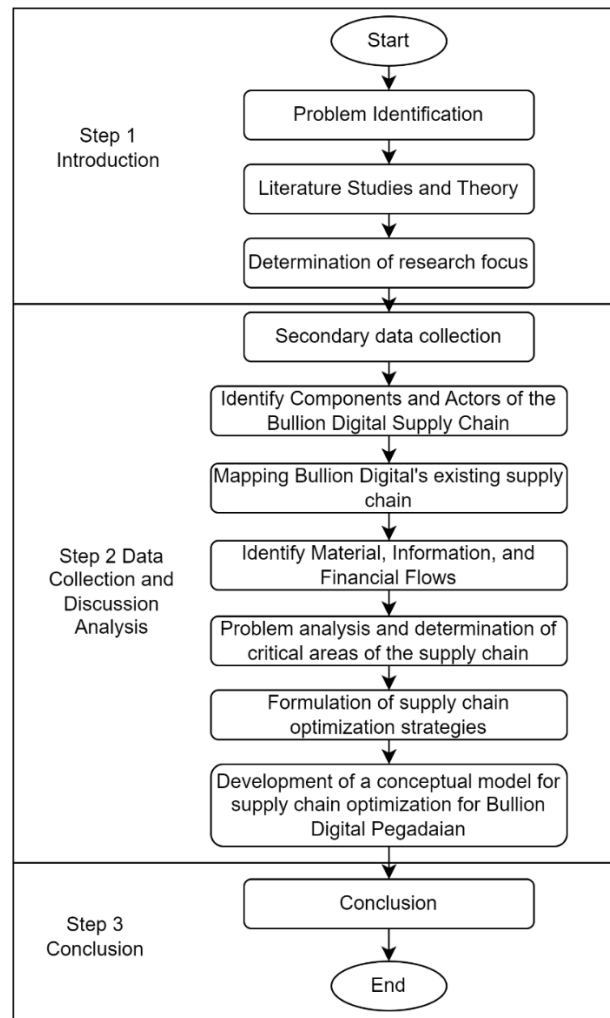 Start
Step 1
Introduction
Problem Identification
Literature Studies and Theory
Determination of research focus
Step 2 Data
Collection and
Discussion
Analysis
Secondary data collection
Identify Components and Actors of the
Bullion Digital Supply Chain
Mapping Bullion Digital's existing supply
chain
Identify Material, Information, and
Financial Flows
Problem analysis and determination of
critical areas of the supply chain
Formulation of supply chain
optimization strategies
Development of a conceptual model for
supply chain optimization for Bullion
Digital Pegadaian
Step 3
Conclusion
Conclusion
End